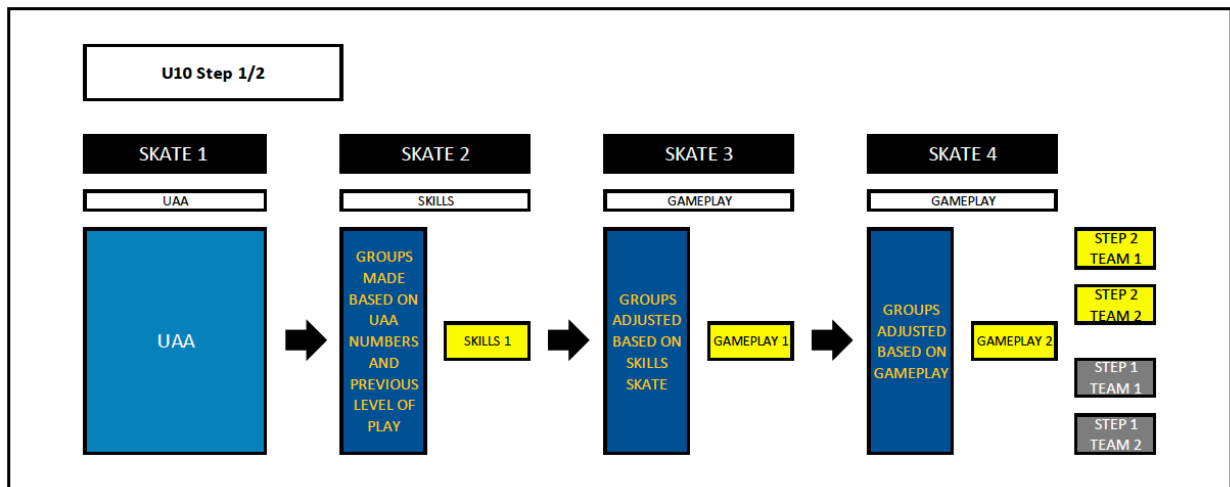 U10 Step 1/2
SKATE 1
SKATE 2
SKATE 3
SKATE 4
UAA
SKILLS
GAMEPLAY
GAMEPLAY
UAA
GROUPS
MADE
BASED ON
UAA
NUMBERS
AND
PREVIOUS
LEVEL OF
PLAY
SKILLS 1
GROUPS
ADJUSTED
BASED ON
SKILLS
SKATE
GAMEPLAY 1
GROUPS
ADJUSTED
BASED ON
GAMEPLAY
GAMEPLAY 2
STEP 2
TEAM 1
STEP 2
TEAM 2
STEP 1
TEAM 1
STEP 1
TEAM 2